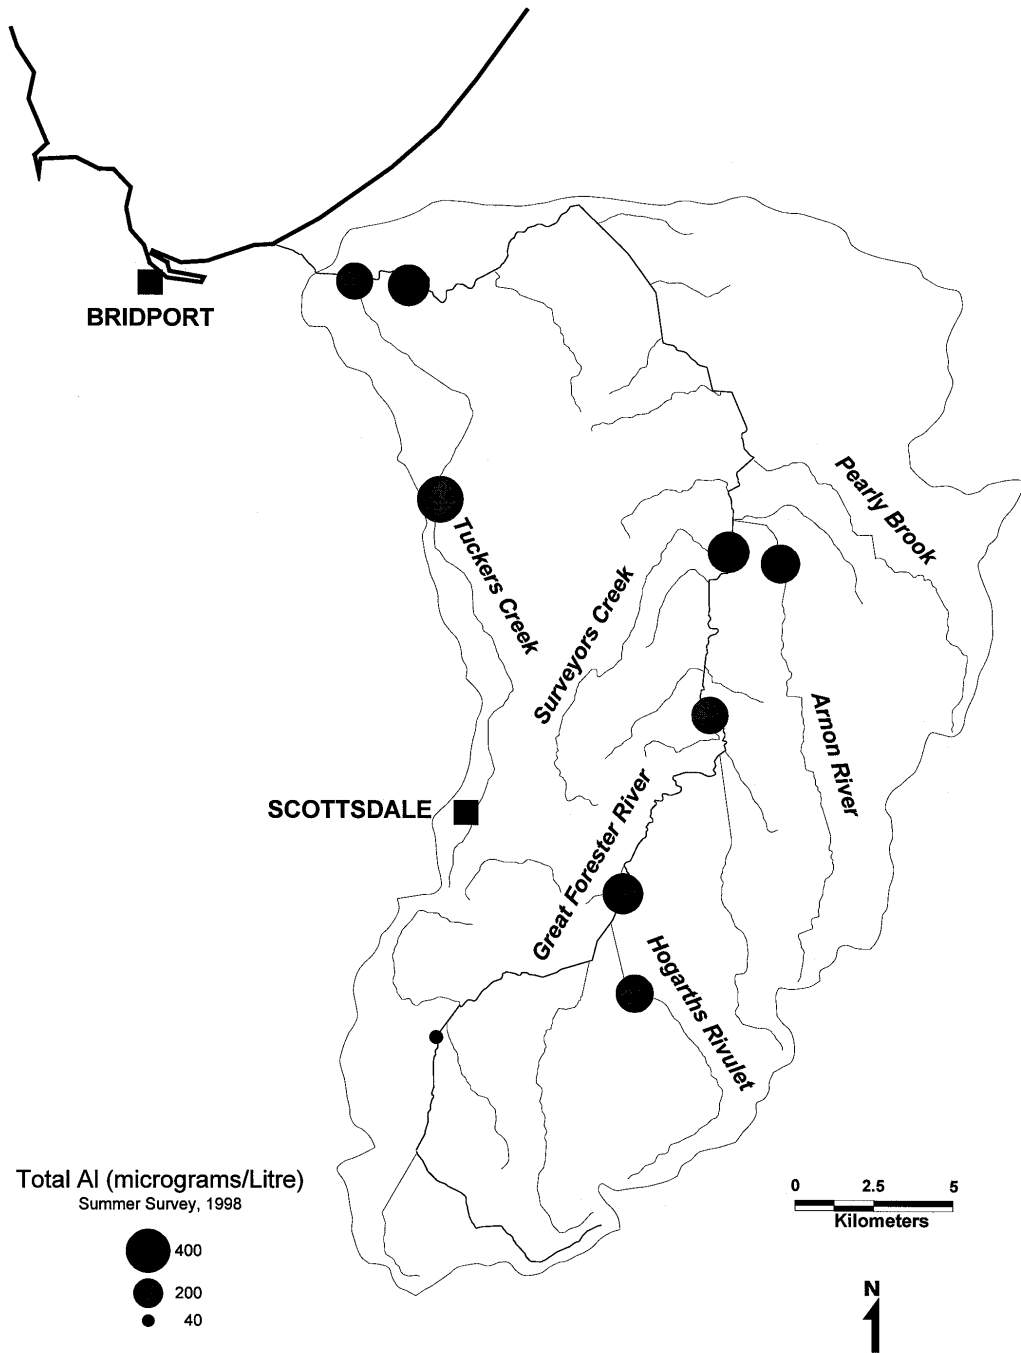 BRIDPORT
Pearly Brook
Tuckers Creek
Surveyors Creek
Arnon River
SCOTTSDALE
Great Forester River
Hogarths Rivulet
Total Al (micrograms/Litre)
Summer Survey, 1998
400
200
40
0 2.5 5
Kilometers
N